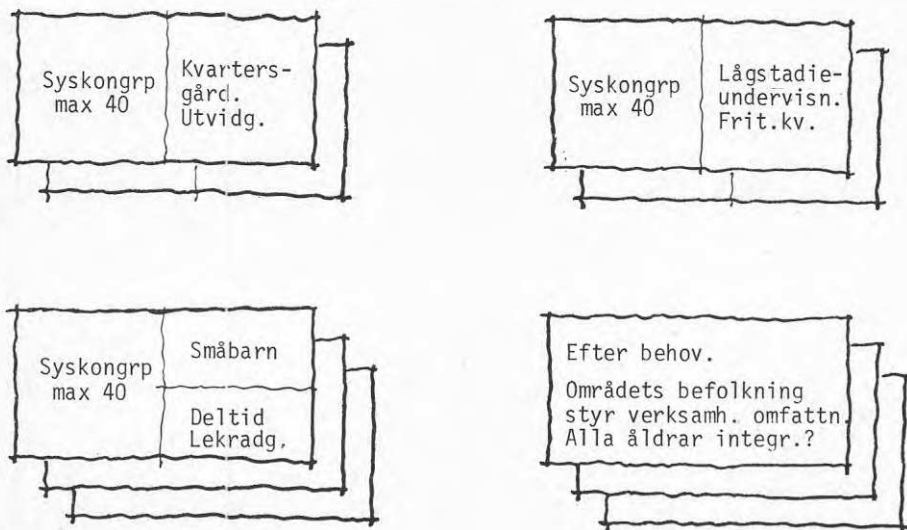 Syskongrp
max 40
Kvarters-
gård.
Utvidg.
Syskongrp
max 40
Lågstadie-
undervisn.
Frit.kv.
Syskongrp
max 40
Småbarn
Deltid
Lekradg.
Efter behov.
Områdets befolkning
styr verksamh. omfattn.
Alla åldrar integr.?